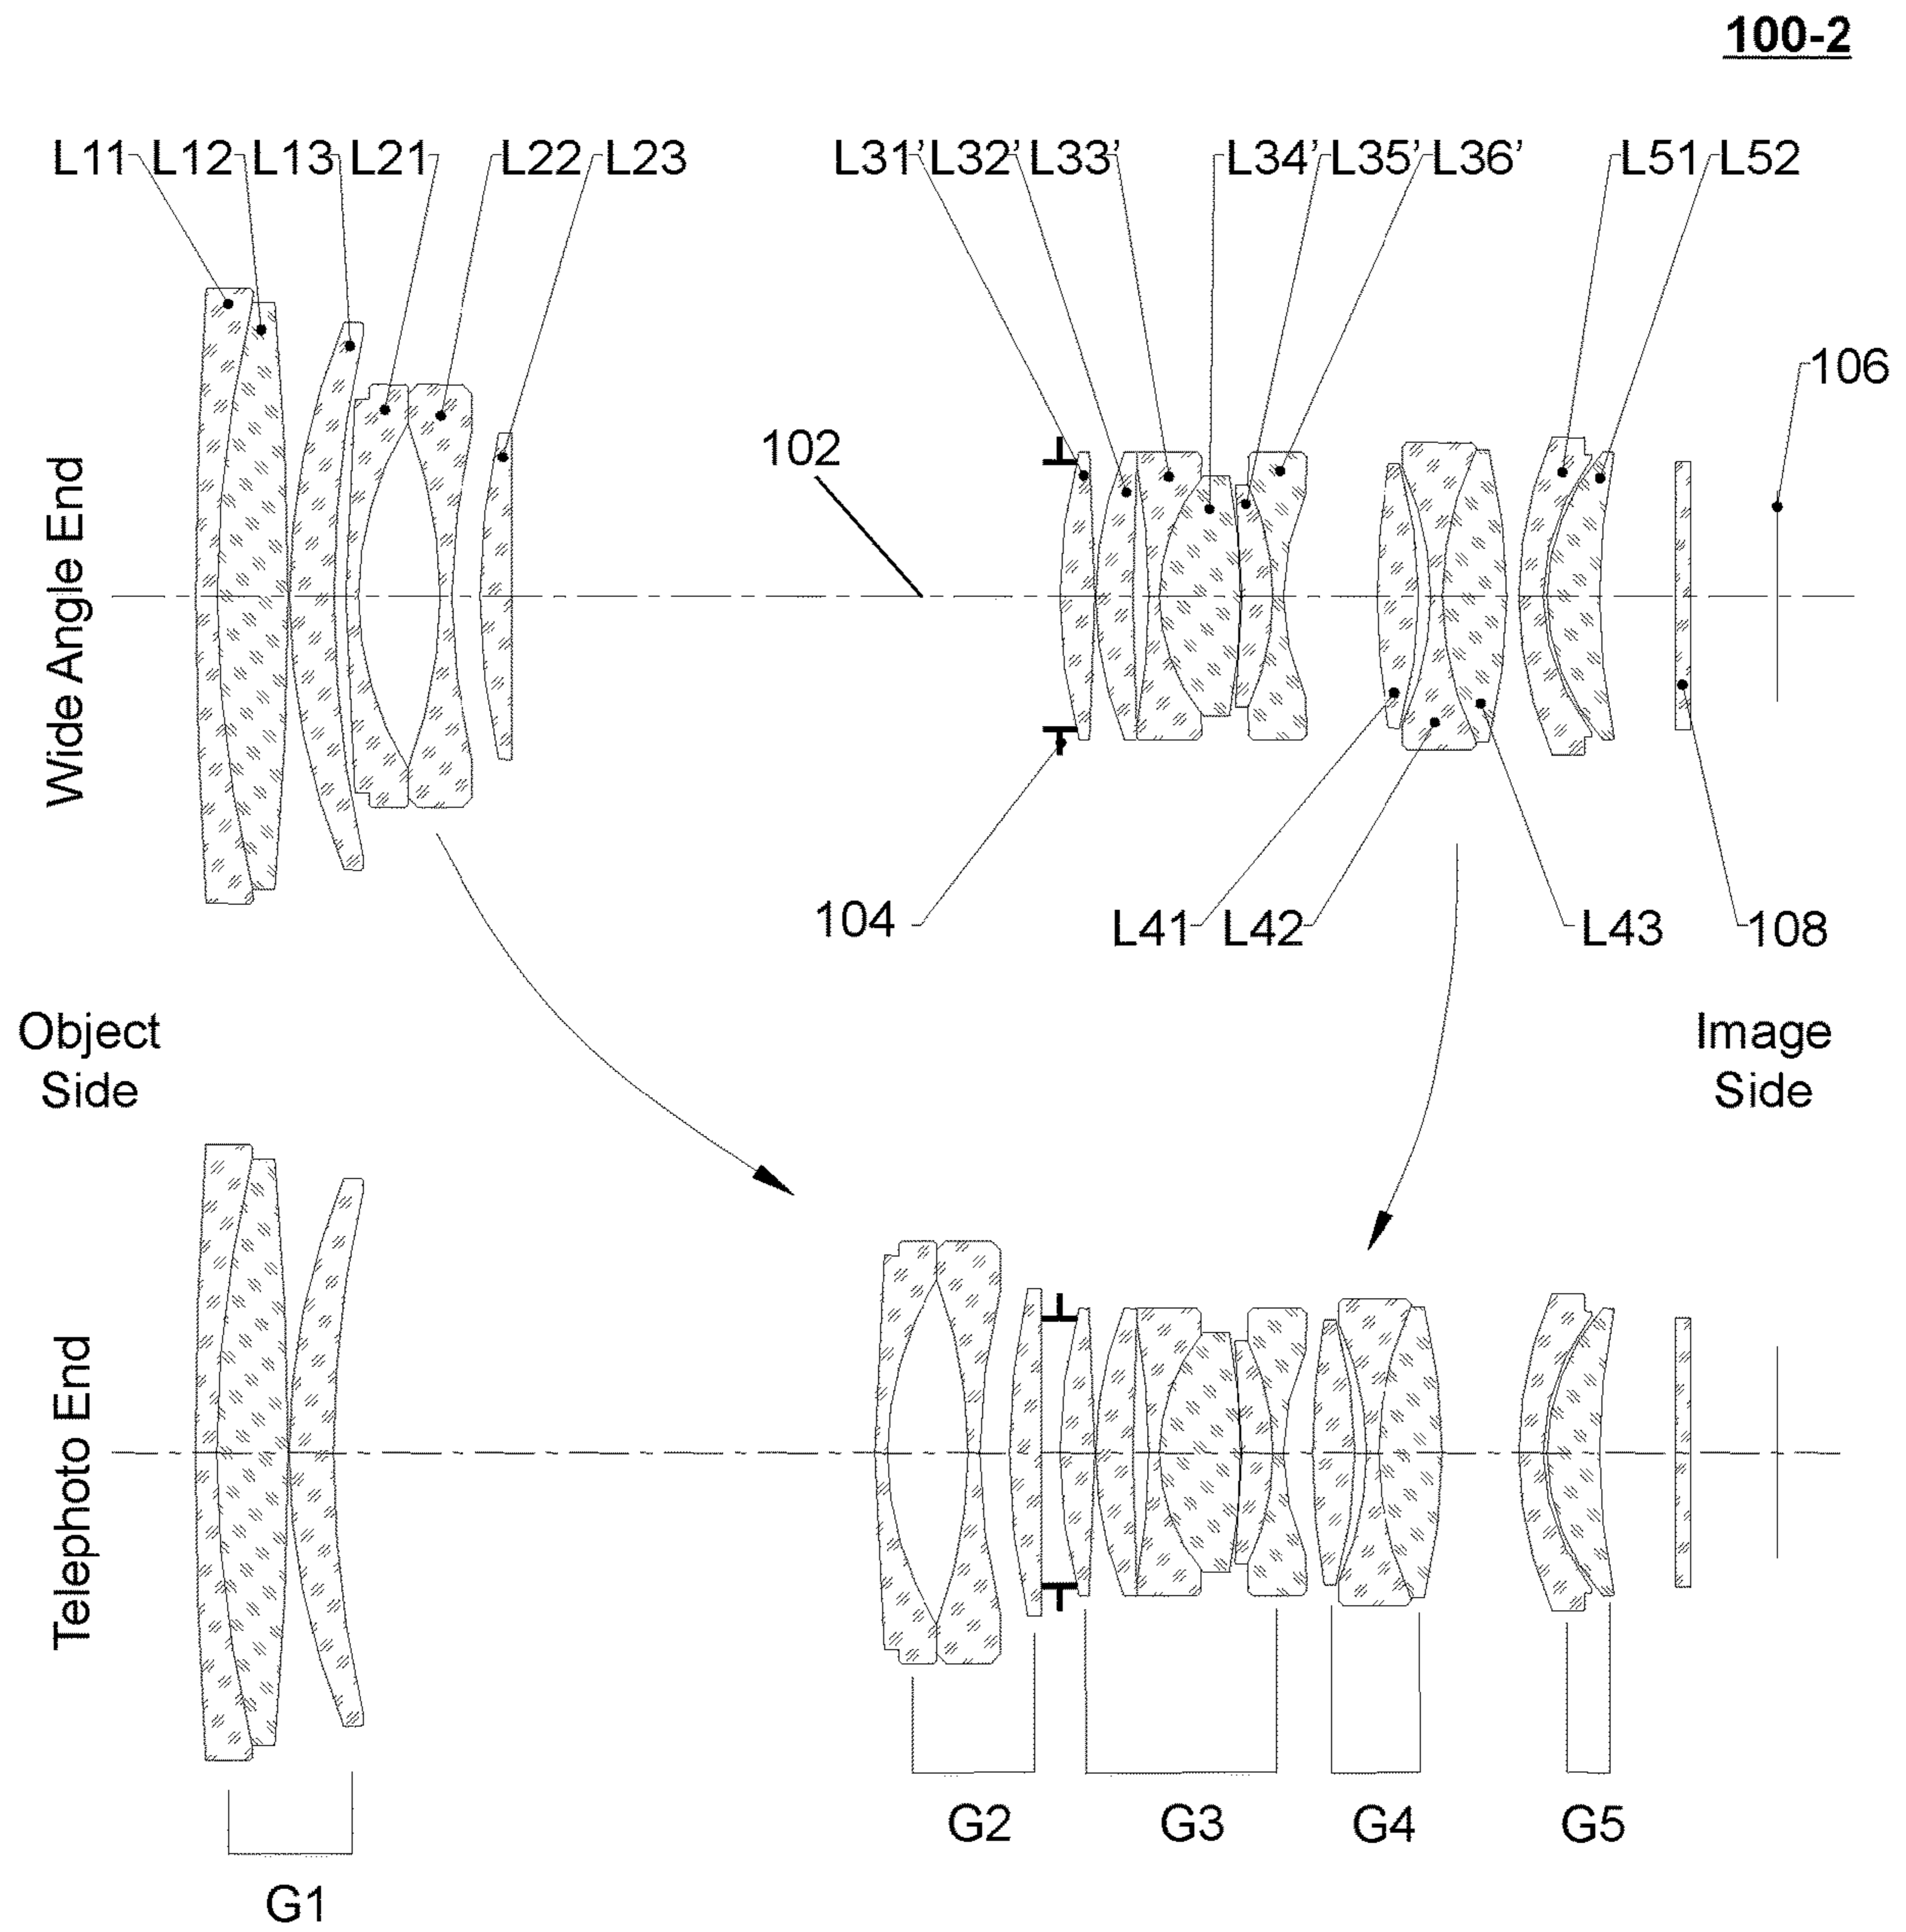 100-2
L11 L12 L13 L21 L22 L23 L31' L32' L33' L34' L35' L36' L51 L52
106
102
Wide Angle End
104 L41 L42 L43 108
Object
Side
Image
Side
Telephoto End
G2 G3 G4 G5
G1